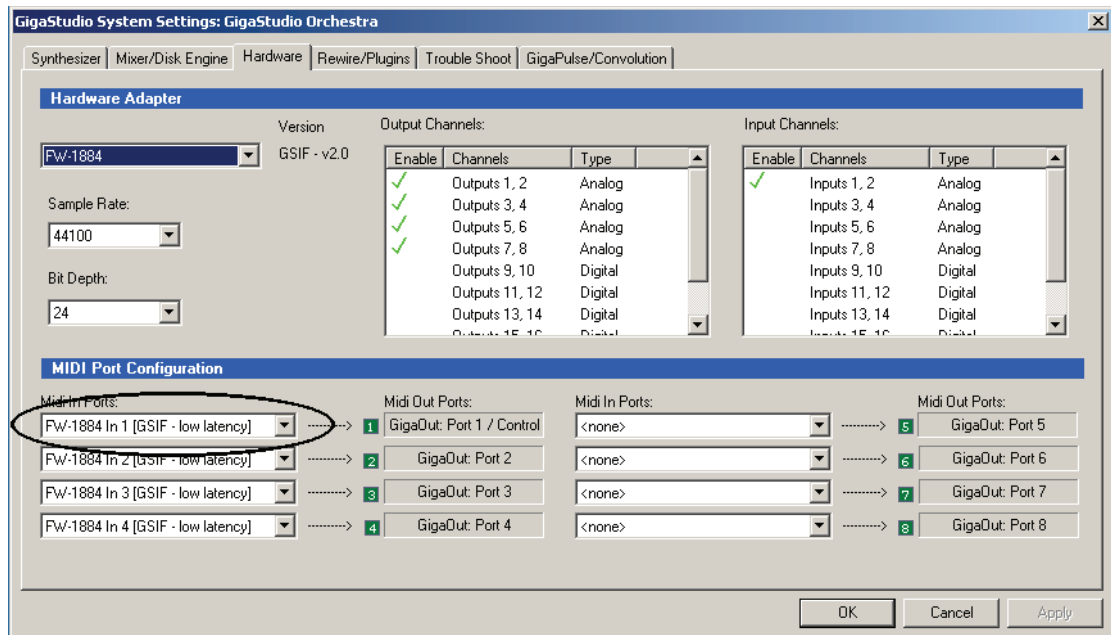 GigaStudio System Settings: GigaStudio Orchestra
Synthesizer Mixer/Disk Engine Hardware Rewire/Plugins Trouble Shoot GigaPulse/Convolution
Hardware Adapter
FW-1884
Version
GSIF - v2.0
Sample Rate:
44100
Bit Depth:
24
Output Channels:
Enable Channels Type
Outputs 1, 2 Analog
Outputs 3, 4 Analog
Outputs 5, 6 Analog
Outputs 7, 8 Analog
Outputs 9, 10 Digital
Outputs 11, 12 Digital
Outputs 13, 14 Digital
Outputs 15, 16 Digital
Input Channels:
Enable Channels Type
Inputs 1, 2 Analog
Inputs 3, 4 Analog
Inputs 5, 6 Analog
Inputs 7, 8 Analog
Inputs 9, 10 Digital
Inputs 11, 12 Digital
Inputs 13, 14 Digital
Inputs 15, 16 Digital
MIDI Port Configuration
Midi In Ports: Midi Out Ports:
FW-1884 In 1 [GSIF - low latency] 1 GigaOut: Port 1 / Control
FW-1884 In 2 [GSIF - low latency] 2 GigaOut: Port 2
FW-1884 In 3 [GSIF - low latency] 3 GigaOut: Port 3
FW-1884 In 4 [GSIF - low latency] 4 GigaOut: Port 4
Midi In Ports: Midi Out Ports:
<none> 5 GigaOut: Port 5
<none> 6 GigaOut: Port 6
<none> 7 GigaOut: Port 7
<none> 8 GigaOut: Port 8
OK Cancel Apply